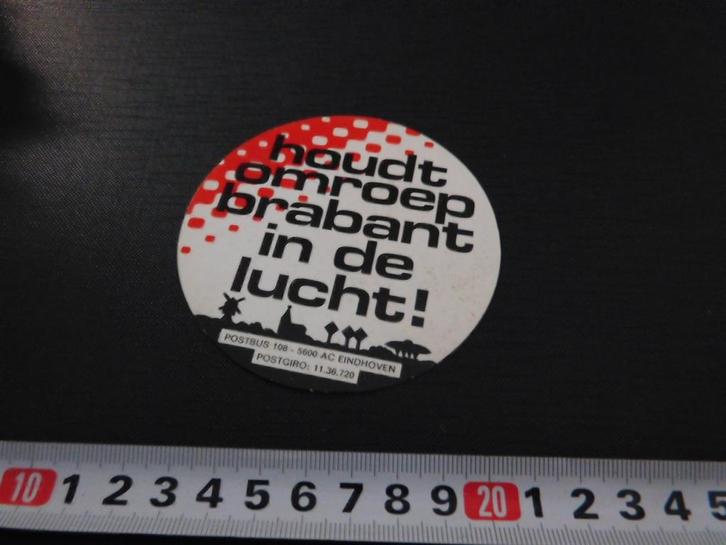 houdt
omroep
brabant
in de
lucht!
POSTBUS 108 - 5600 AC EINDHOVEN
POSTGIRO: 11.36.720
10 1 2 3 4 5 6 7 8 9 20 1 2 3 4 5